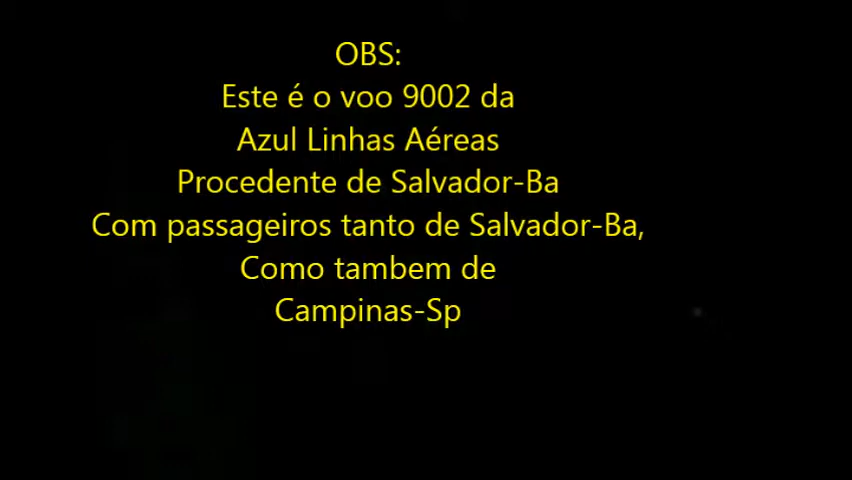 OBS:
Este é o voo 9002 da
Azul Linhas Aéreas
Procedente de Salvador-Ba
Com passageiros tanto de Salvador-Ba,
Como tambem de
Campinas-Sp